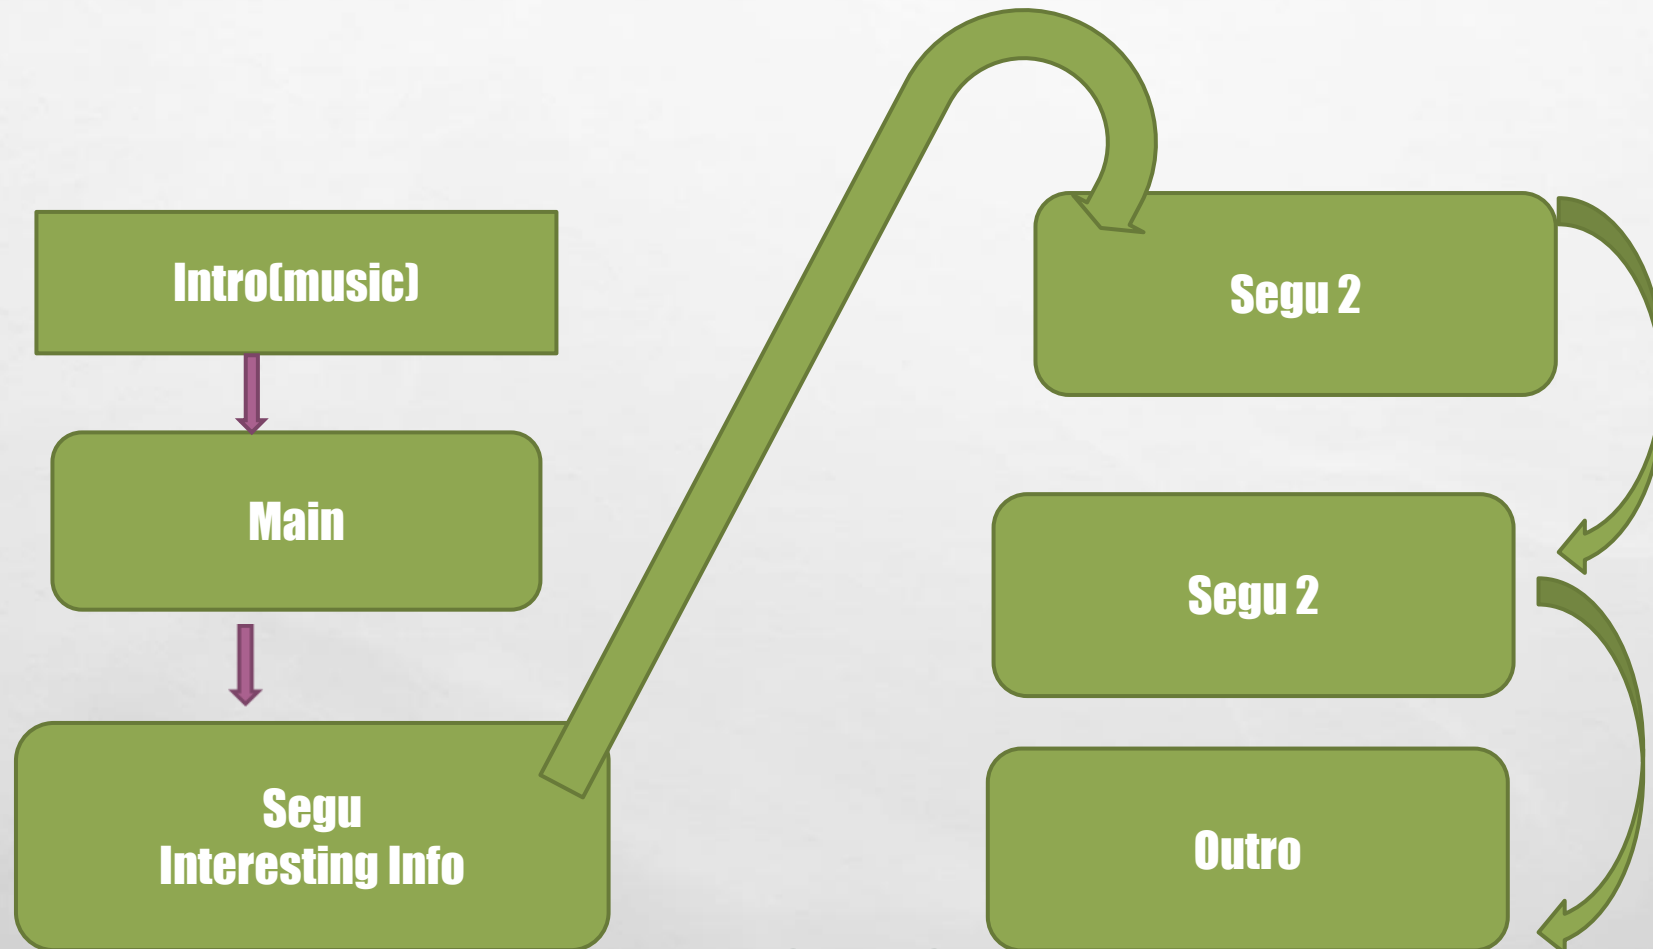 Intro(music)
Main
Segu
Interesting Info
Segu 2
Segu 2
Outro